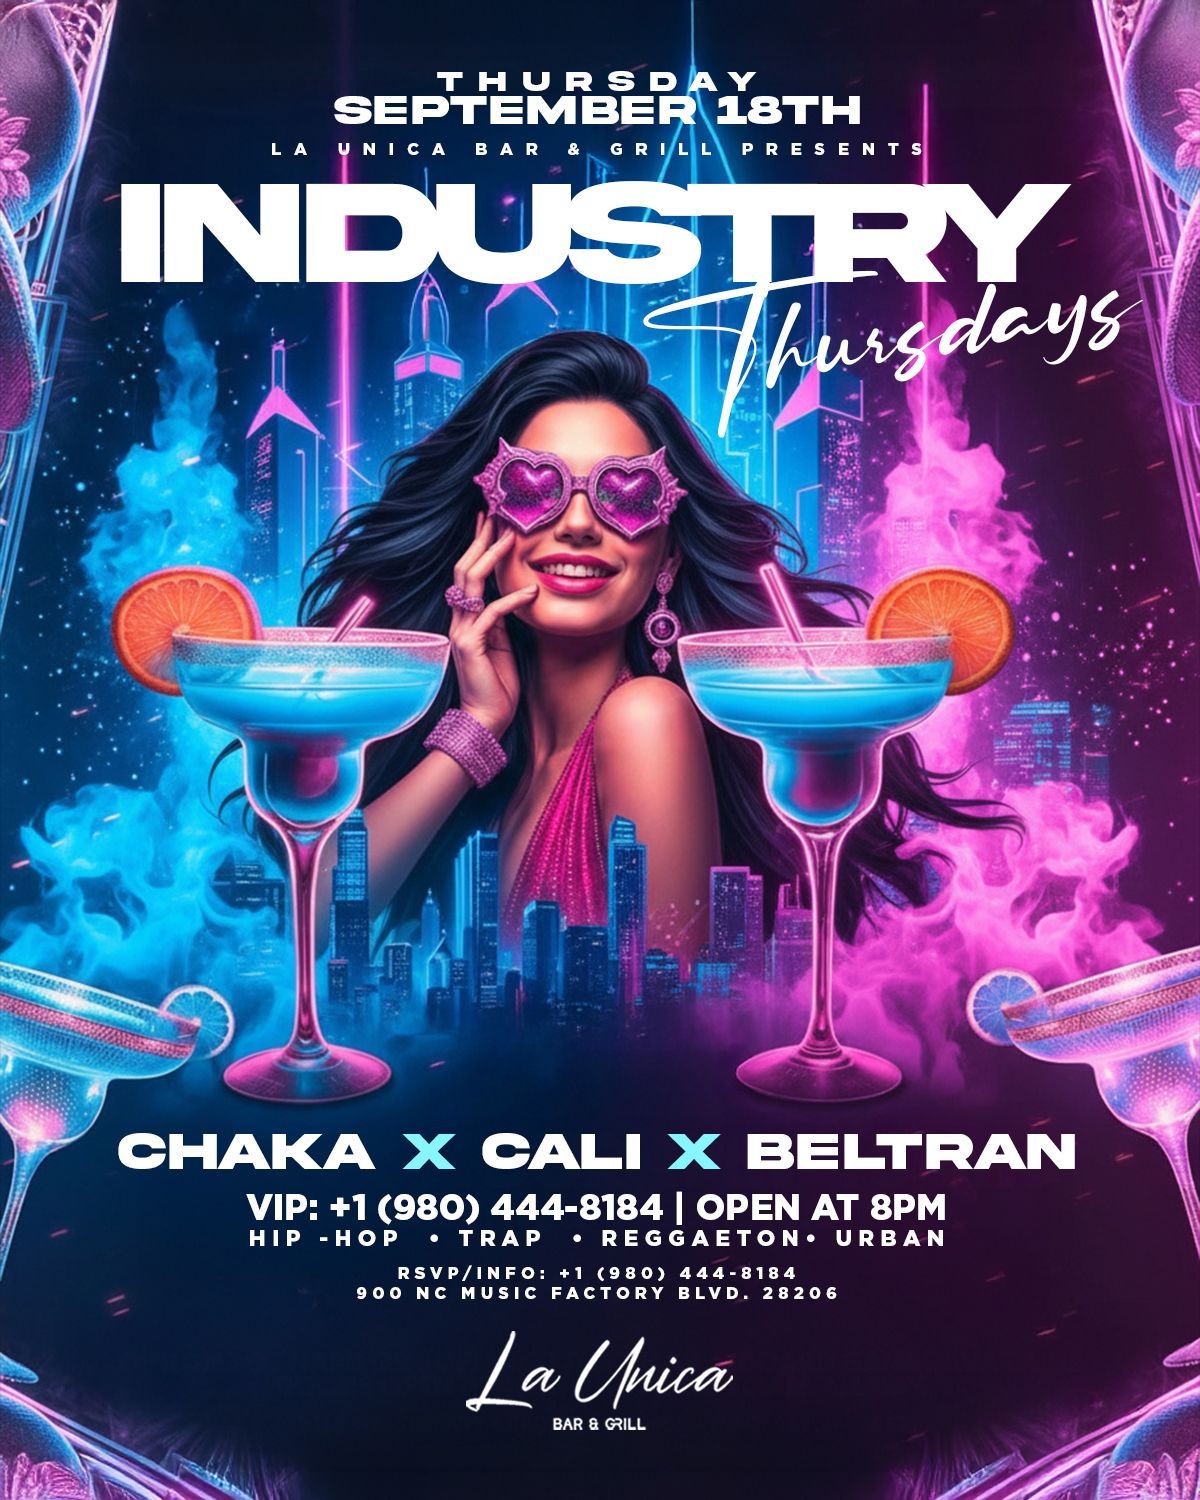 THURSDAY
SEPTEMBER 18TH
LA UNICA BAR & GRILL PRESENTS
INDUSTRY
Thursdays
CHAKA X CALI X BELTRAN
VIP: +1 (980) 444-8184 | OPEN AT 8PM
HIP -HOP • TRAP • REGGAETON• URBAN
RSVP/INFO: +1 (980) 444-8184
900 NC MUSIC FACTORY BLVD. 28206
La Unica
BAR & GRILL